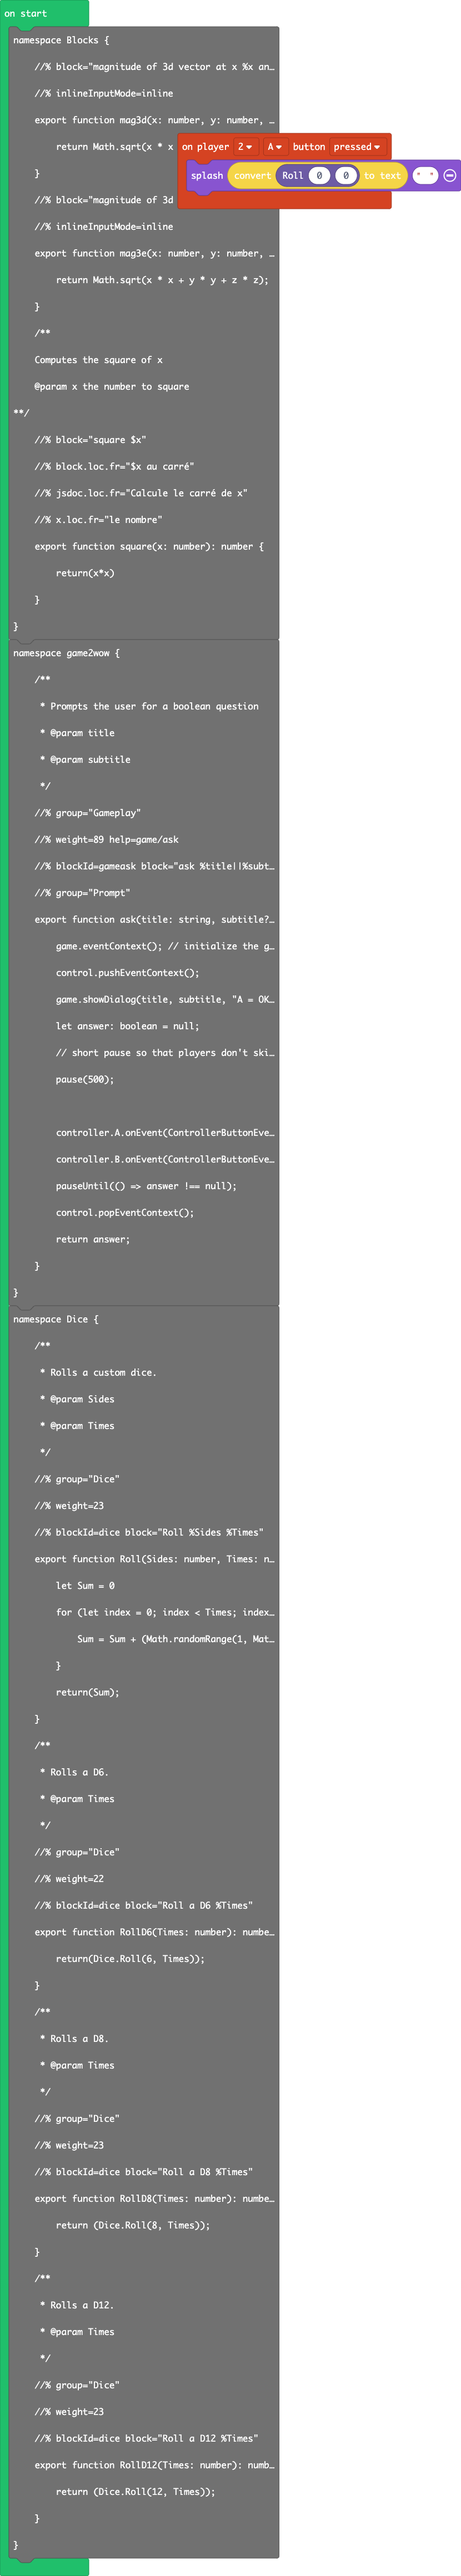 on start
namespace Blocks {
//% block="magnitude of 3d vector at x %x an…
//% inlineInputMode=inline
export function mag3d(x: number, y: number, …
return Math.sqrt(x * x
}
//% block="magnitude of 3d
//% inlineInputMode=inline
export function mag3e(x: number, y: number, …
return Math.sqrt(x * x + y * y + z * z);
}
/**
Computes the square of x
@param x the number to square
**/
//% block="square $x"
//% block.loc.fr="$x au carré"
//% jsdoc.loc.fr="Calcule le carré de x"
//% x.loc.fr="le nombre"
export function square(x: number): number {
return(x*x)
}
}
on player 2 A button pressed
splash convert Roll 0 0 to text " "
namespace game2wow {
/**
* Prompts the user for a boolean question
* @param title
* @param subtitle
*/
//% group="Gameplay"
//% weight=89 help=game/ask
//% blockId=gameask block="ask %title||%subt…
//% group="Prompt"
export function ask(title: string, subtitle?…
game.eventContext(); // initialize the g…
control.pushEventContext();
game.showDialog(title, subtitle, "A = OK…
let answer: boolean = null;
// short pause so that players don't ski…
pause(500);
controller.A.onEvent(ControllerButtonEve…
controller.B.onEvent(ControllerButtonEve…
pauseUntil(() => answer !== null);
control.popEventContext();
return answer;
}
}
namespace Dice {
/**
* Rolls a custom dice.
* @param Sides
* @param Times
*/
//% group="Dice"
//% weight=23
//% blockId=dice block="Roll %Sides %Times"
export function Roll(Sides: number, Times: n…
let Sum = 0
for (let index = 0; index < Times; index…
Sum = Sum + (Math.randomRange(1, Mat…
}
return(Sum);
}
/**
* Rolls a D6.
* @param Times
*/
//% group="Dice"
//% weight=22
//% blockId=dice block="Roll a D6 %Times"
export function RollD6(Times: number): numbe…
return(Dice.Roll(6, Times));
}
/**
* Rolls a D8.
* @param Times
*/
//% group="Dice"
//% weight=23
//% blockId=dice block="Roll a D8 %Times"
export function RollD8(Times: number): numbe…
return (Dice.Roll(8, Times));
}
/**
* Rolls a D12.
* @param Times
*/
//% group="Dice"
//% weight=23
//% blockId=dice block="Roll a D12 %Times"
export function RollD12(Times: number): numb…
return (Dice.Roll(12, Times));
}
}